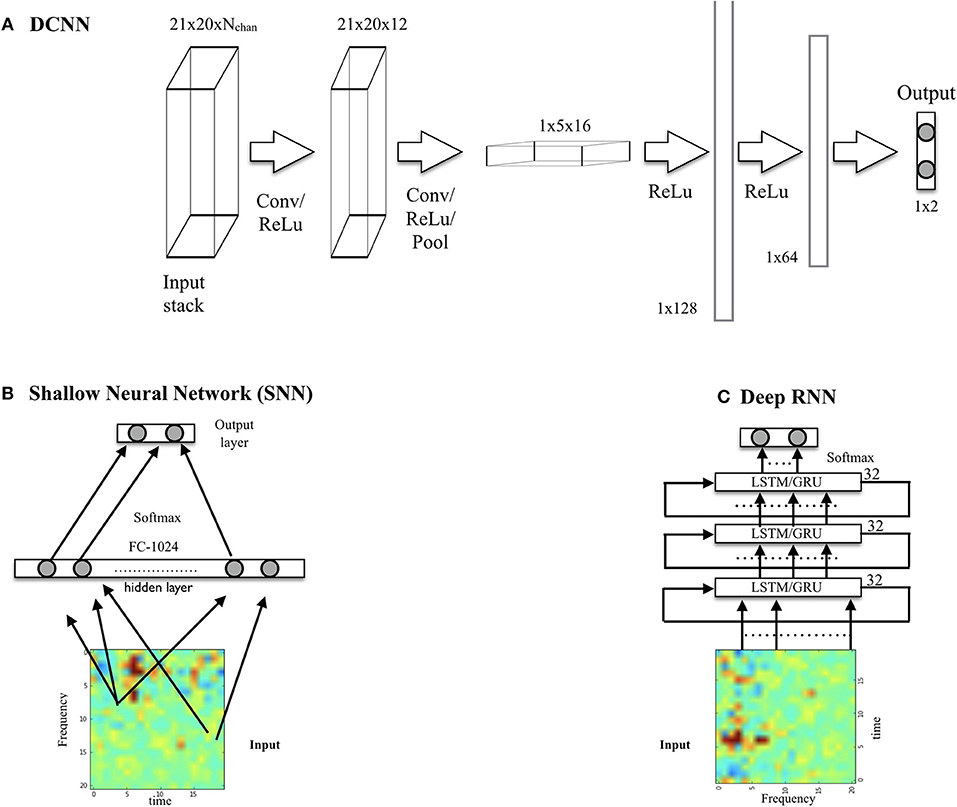 A DCNN
21x20xNchan
21x20x12
1x5x16
Output
Conv/
ReLu
Conv/
ReLu/
Pool
ReLu
ReLu
1x2
Input
stack
1x64
1x128
B Shallow Neural Network (SNN)
Output
layer
Softmax
FC-1024
hidden layer
Frequency
0
5
10
15
20
0
5
10
15
time
Input
C Deep RNN
Softmax
LSTM/GRU
32
LSTM/GRU
32
LSTM/GRU
32
Input
0
5
10
15
20
Frequency
0
5
10
15
time